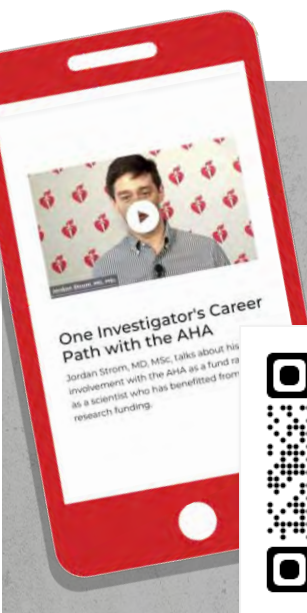 Jordan Strom, MD, MSc
One Investigator's Career
Path with the AHA
Jordan Strom, MD, MSc, talks about his
involvement with the AHA as a fund ra
as a scientist who has benefitted from
research funding.